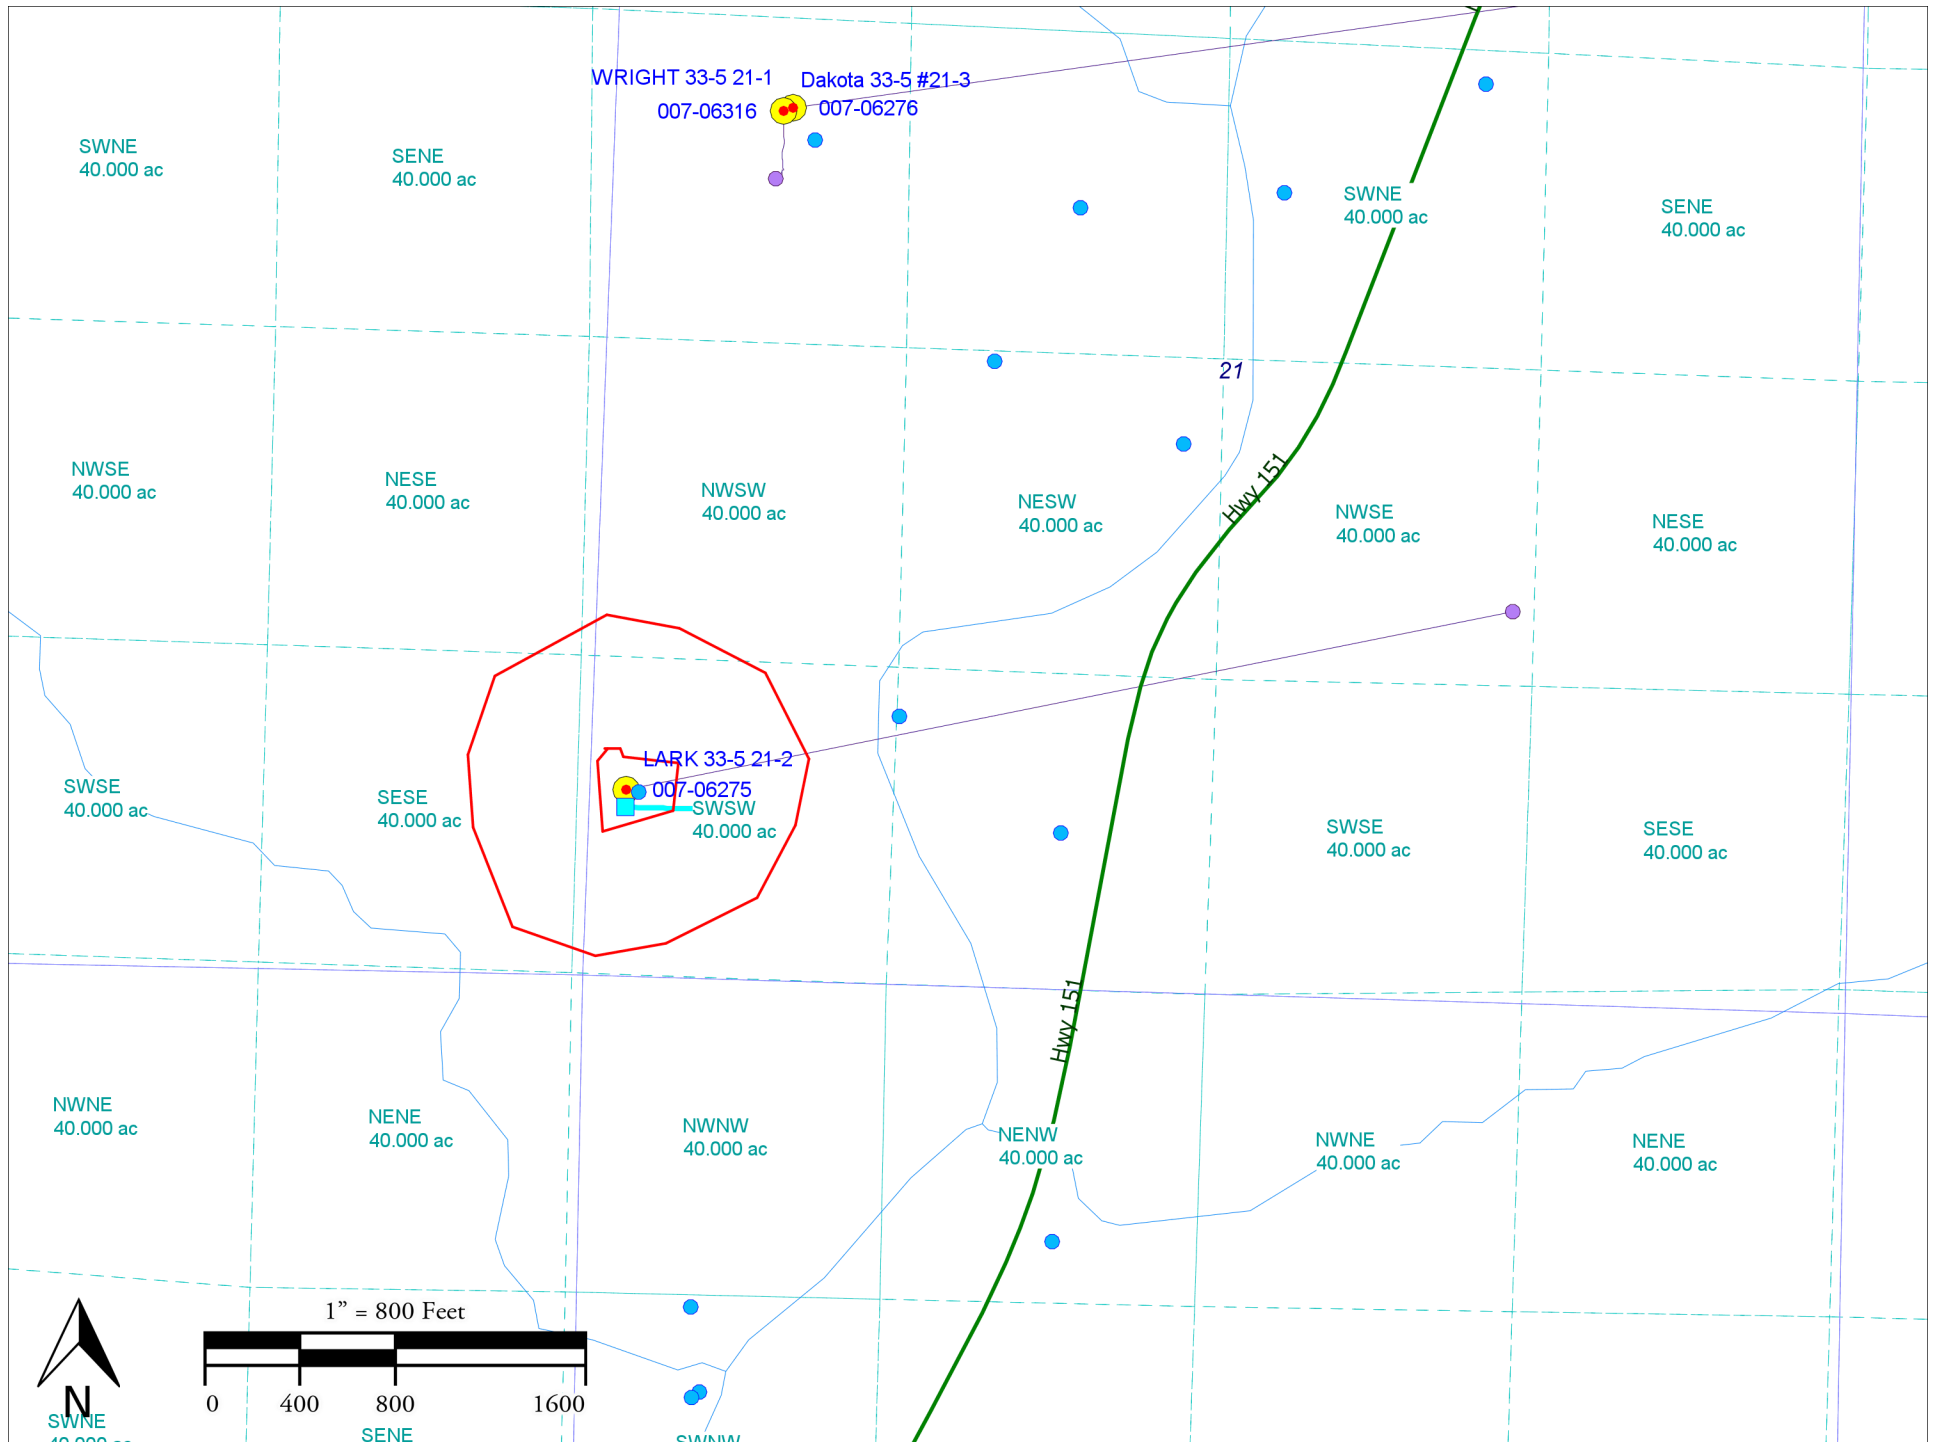 WRIGHT 33-5 21-1
Dakota 33-5 #21-3
007-06316
007-06276
SWNE
40.000 ac
SENE
40.000 ac
SWNE
40.000 ac
SENE
40.000 ac
21
Hwy 151
NWSE
40.000 ac
NESE
40.000 ac
NWSW
40.000 ac
NESW
40.000 ac
NWSE
40.000 ac
NESE
40.000 ac
LARK 33-5 21-2
007-06275
SWSE
40.000 ac
SESE
40.000 ac
SWSW
40.000 ac
SWSE
40.000 ac
SESE
40.000 ac
Hwy 151
NWNE
40.000 ac
NENE
40.000 ac
NWNW
40.000 ac
NENW
40.000 ac
NWNE
40.000 ac
NENE
40.000 ac
1” = 800 Feet
0 400 800 1600
N
SWNE
40.000 ac
SENE
SWNW